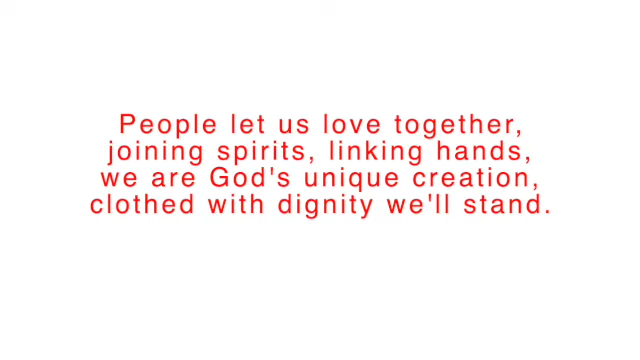 People let us love together,
joining spirits, linking hands,
we are God's unique creation,
clothed with dignity we'll stand.